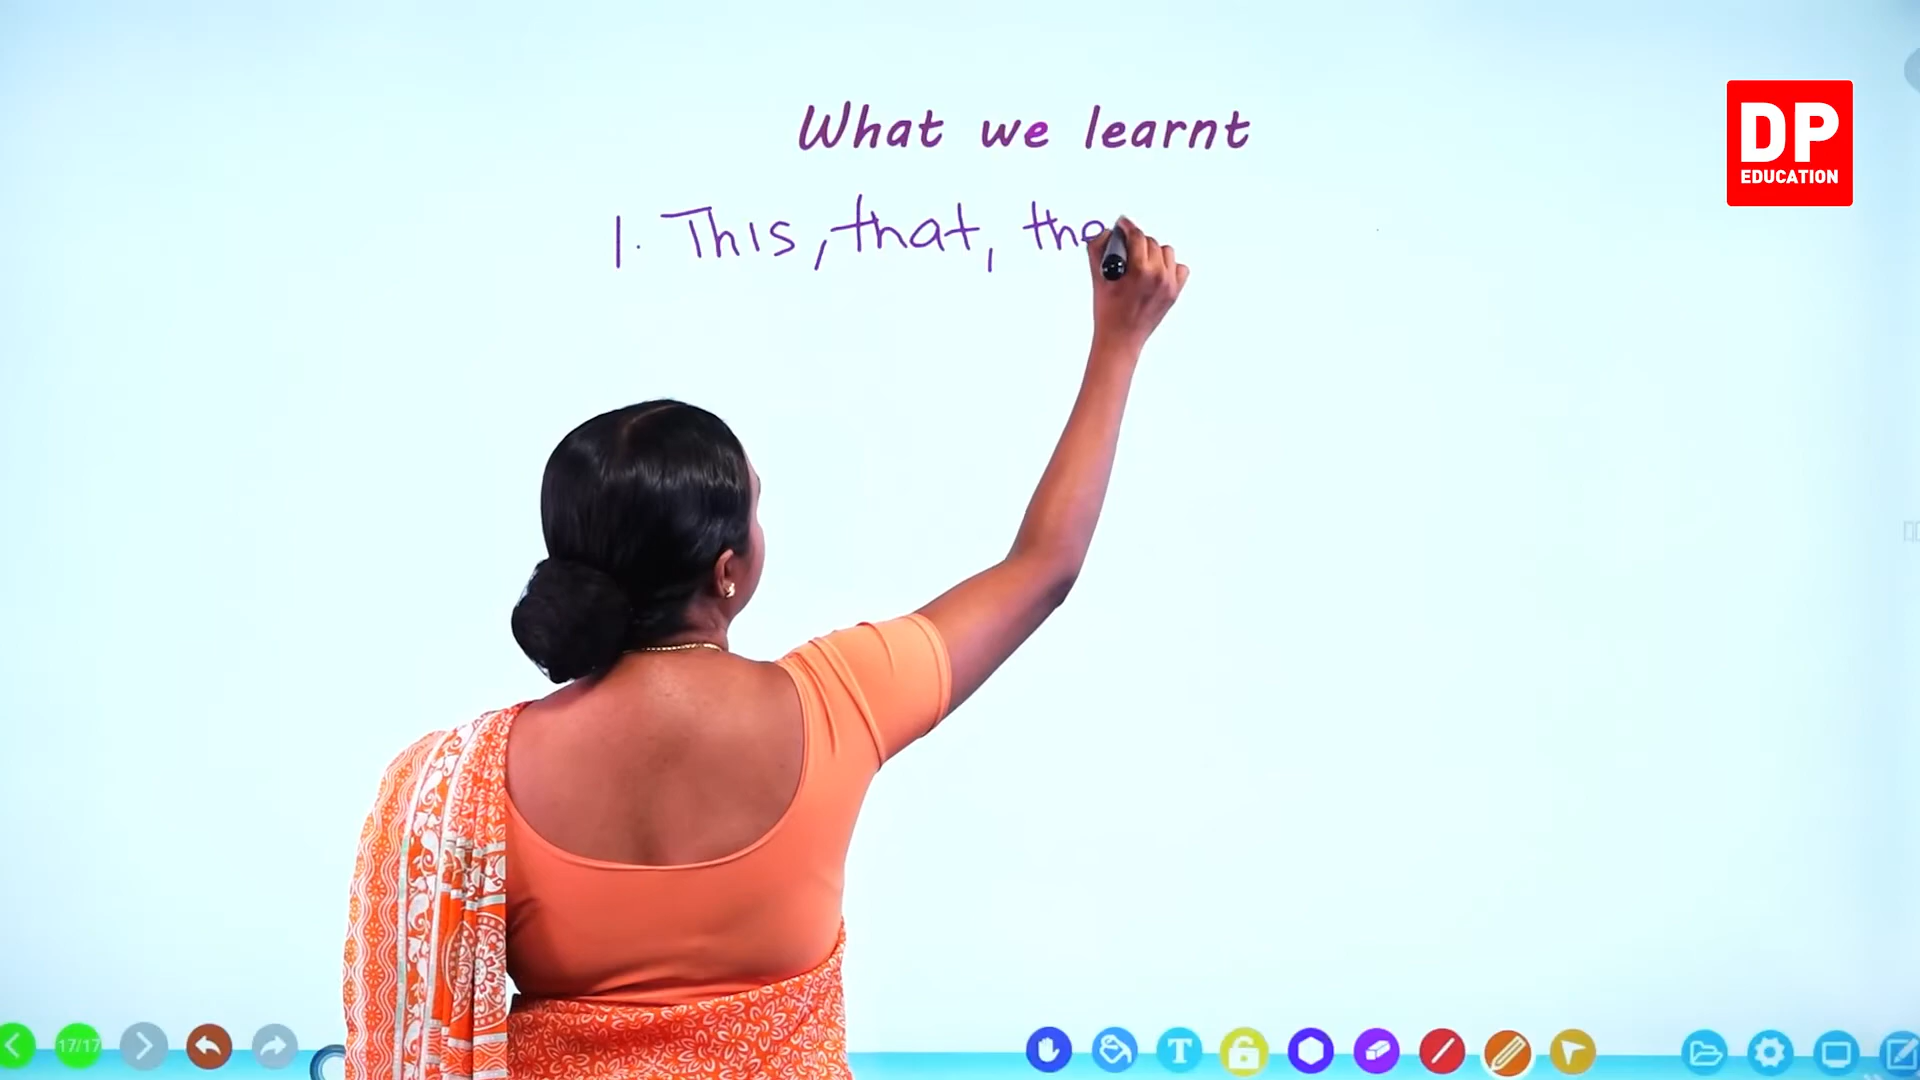 What we learnt
DP
EDUCATION
1. This, that, the
17/17
T